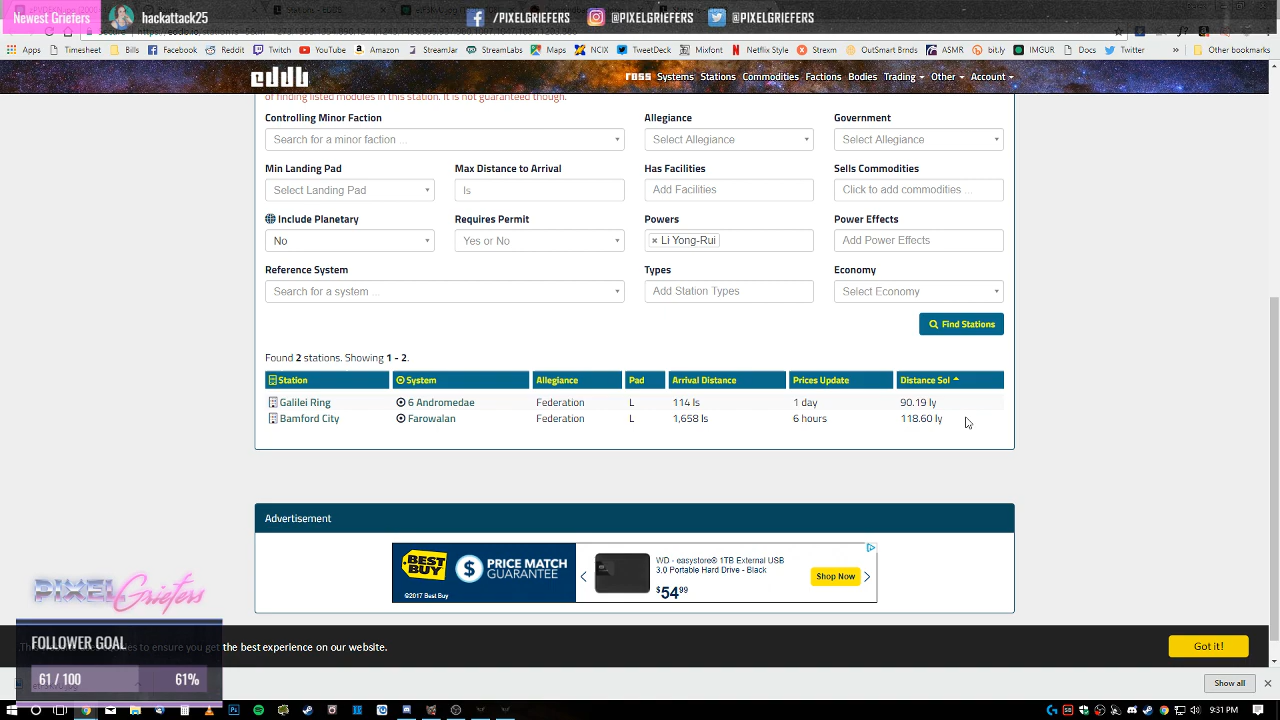 Newest Griefers hackattack25 /PIXELGRIEFERS @PIXELGRIEFERS @PIXELGRIEFERS
Apps Timesheet Bills Facebook Reddit Twitch YouTube Amazon StreamJar NCIX TweetDeck Mixfont Netflix Style Strexm OutSmart Bmds ASMR bit.ly IMGUR Docs Twitter » Other bookmarks
eddb ross Systems Stations Commodities Factions Bodies Trading Other Account
of finding listed modules in this station. It is not guaranteed though.
Controlling Minor Faction Allegiance Government
Search for a minor faction ... Select Allegiance Select Allegiance
Min Landing Pad Max Distance to Arrival Has Facilities Sells Commodities
Select Landing Pad ls Add Facilities Click to add commodities ...
Include Planetary Requires Permit Powers Power Effects
No Yes or No × Li Yong-Rui Add Power Effects
Reference System Types Economy
Search for a system ... Add Station Types Select Economy
Find Stations
Found 2 stations. Showing 1 - 2.
Station System Allegiance Pad Arrival Distance Prices Update Distance Sol
Galilei Ring 6 Andromedae Federation L 114 ls 1 day 90.19 ly
Bamford City Farowalan Federation L 1,658 ls 6 hours 118.60 ly
Advertisement
BEST BUY PRICE MATCH GUARANTEE
©2017 Best Buy
WD - easystore® 1TB External USB
3.0 Portable Hard Drive - Black
$54.99
Shop Now
PIXEL Griefers
FOLLOWER GOAL
to ensure you get the best experience on our website. Got it!
61 / 100 61%
Show all
9:31 PM